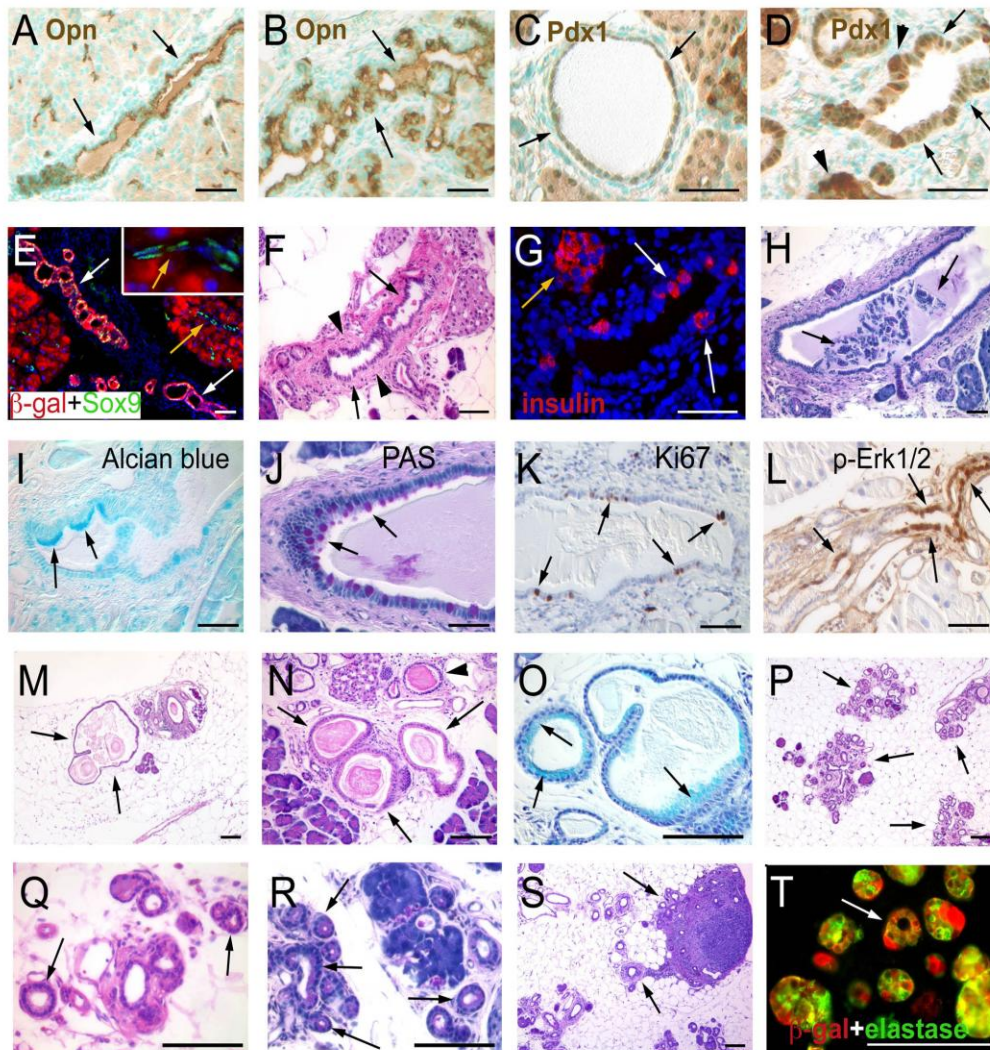 A Opn
B Opn
C Pdx1
D Pdx1
E β-gal+Sox9
F
G insulin
H
I Alcian blue
J PAS
K Ki67
L p-Erk1/2
M
N
O
P
Q
R
S
T β-gal+elastase